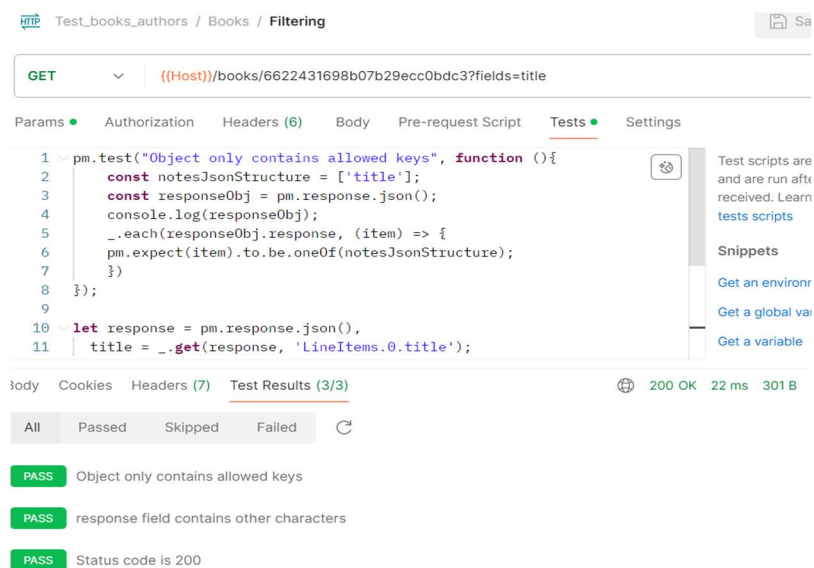 HTTP Test_books_authors / Books / Filtering Sa
GET {{Host}}/books/6622431698b07b29ecc0bdc3?fields=title
Params Authorization Headers (6) Body Pre-request Script Tests Settings
1 pm.test("Object only contains allowed keys", function (){
2 const notesJsonStructure = ['title'];
3 const responseObj = pm.response.json();
4 console.log(responseObj);
5 _.each(responseObj.response, (item) => {
6 pm.expect(item).to.be.oneOf(notesJsonStructure);
7 })
8 });
9
10 let response = pm.response.json(),
11 title = _.get(response, 'LineItems.0.title');
Test scripts are
and are run afte
received. Learn
tests scripts
Snippets
Get an environr
Get a global var
Get a variable
Body Cookies Headers (7) Test Results (3/3) 200 OK 22 ms 301 B
All Passed Skipped Failed
PASS Object only contains allowed keys
PASS response field contains other characters
PASS Status code is 200